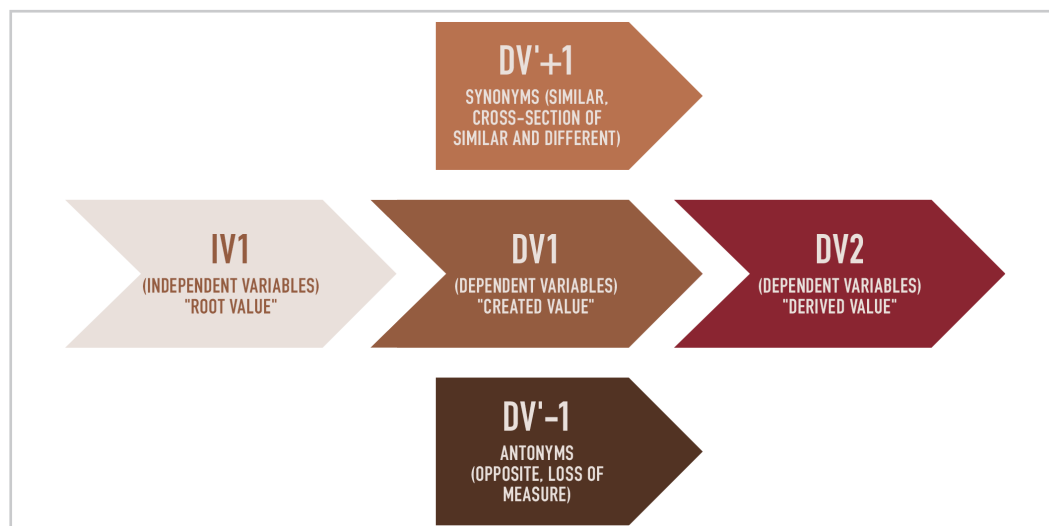 DV'+1
SYNONYMS (SIMILAR,
CROSS-SECTION OF
SIMILAR AND DIFFERENT)
IV1
(INDEPENDENT VARIABLES)
"ROOT VALUE"
DV1
(DEPENDENT VARIABLES)
"CREATED VALUE"
DV2
(DEPENDENT VARIABLES)
"DERIVED VALUE"
DV'-1
ANTONYMS
(OPPOSITE, LOSS OF
MEASURE)